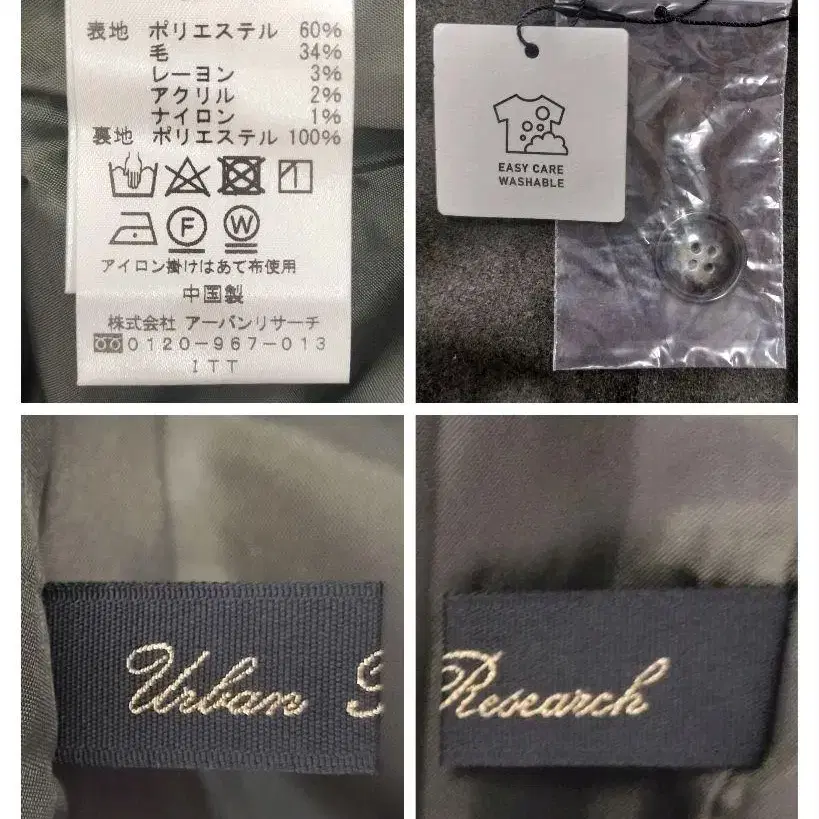 表地 ポリエステル 60%
毛 34%
レーヨン 3%
アクリル 2%
ナイロン 1%
裏地 ポリエステル 100%
F W
アイロン掛けはあて布使用
中国製
株式会社 アーバンリサーチ
0120-967-013
ITT
EASY CARE
WASHABLE
Urban
Research